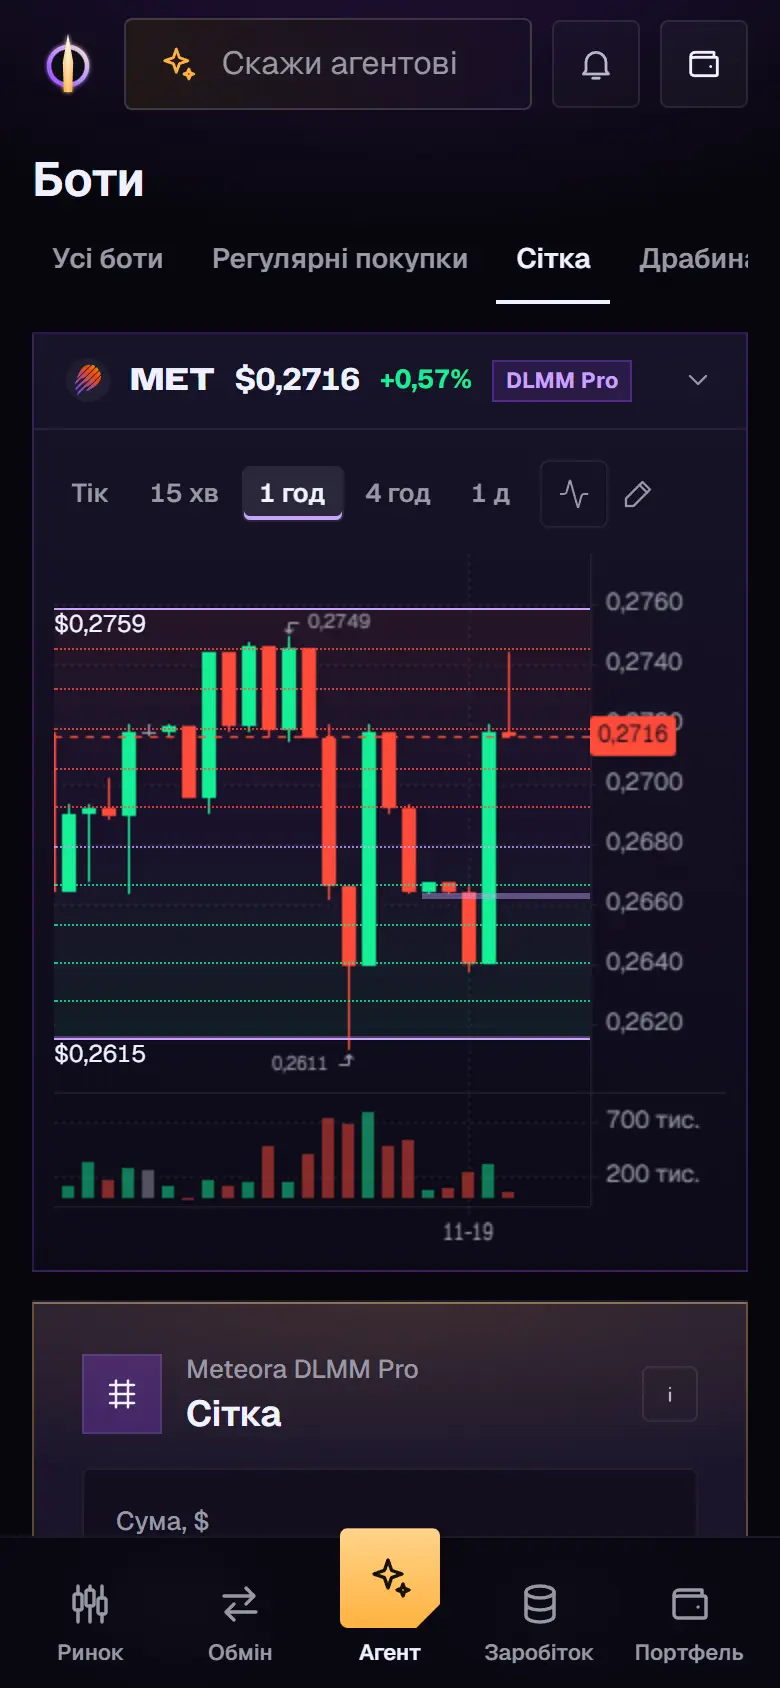 Скажи агентові
Боти
Усі боти Регулярні покупки Сітка Драбина
MET $0,2716 +0,57% DLMM Pro
Тік 15 хв 1 год 4 год 1 д
0,2760
$0,2759
0,2749
0,2740
0,2716
0,2700
0,2680
0,2660
0,2640
0,2620
$0,2615
0,2611
700 тис.
200 тис.
11-19
Meteora DLMM Pro
Сітка
i
Сума, $
Ринок Обмін Агент Заробіток Портфель